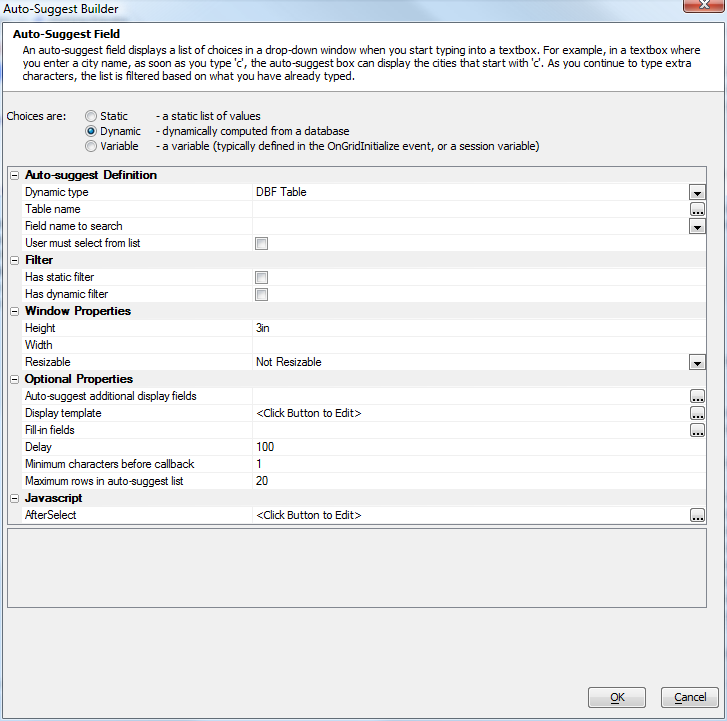 Auto-Suggest Builder
Auto-Suggest Field
An auto-suggest field displays a list of choices in a drop-down window when you start typing into a textbox. For example, in a textbox where
you enter a city name, as soon as you type 'c', the auto-suggest box can display the cities that start with 'c'. As you continue to type extra
characters, the list is filtered based on what you have already typed.
Choices are: Static - a static list of values
Dynamic - dynamically computed from a database
Variable - a variable (typically defined in the OnGridInitialize event, or a session variable)
Auto-suggest Definition
Dynamic type DBF Table
Table name ...
Field name to search
User must select from list
Filter
Has static filter
Has dynamic filter
Window Properties
Height 3in
Width
Resizable Not Resizable
Optional Properties
Auto-suggest additional display fields ...
Display template <Click Button to Edit> ...
Fill-in fields ...
Delay 100
Minimum characters before callback 1
Maximum rows in auto-suggest list 20
Javascript
AfterSelect <Click Button to Edit> ...
OK Cancel